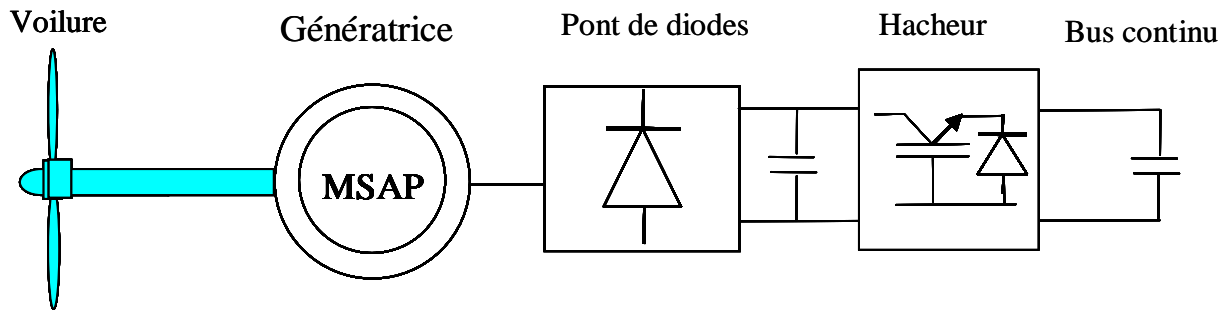 Voilure
Génératrice
Pont de diodes
Hacheur
Bus continu
MSAP